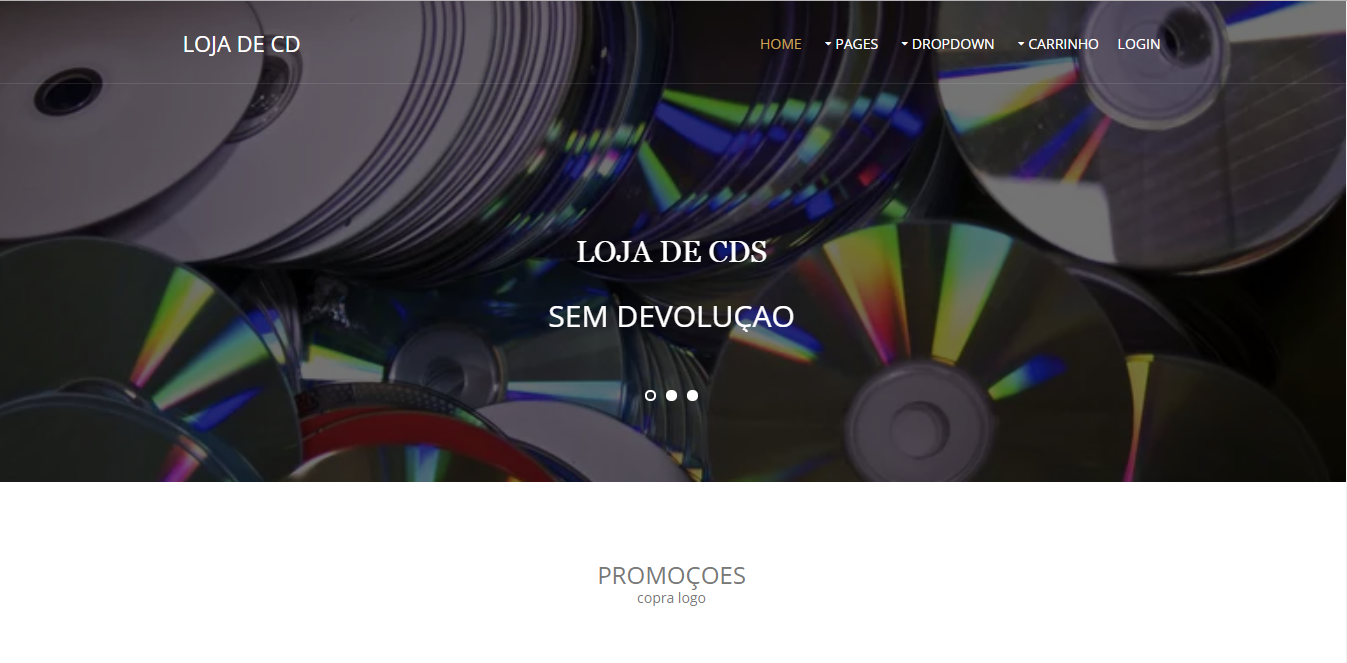 LOJA DE CD
HOME PAGES DROPDOWN CARRINHO LOGIN
LOJA DE CDS
SEM DEVOLUÇAO
PROMOÇOES
copra logo